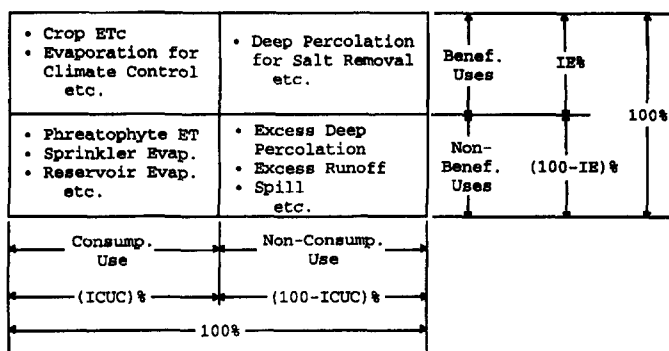 • Crop ETc
• Evaporation for
Climate Control
etc.
• Deep Percolation
for Salt Removal
etc.
Benef.
Uses
IE%
100%
• Phreatophyte ET
• Sprinkler Evap.
• Reservoir Evap.
etc.
• Excess Deep
Percolation
• Excess Runoff
• Spill
etc.
Non-
Benef.
Uses
(100-IE)%
Consump.
Use
Non-Consump.
Use
(ICUC)%
(100-ICUC)%
100%